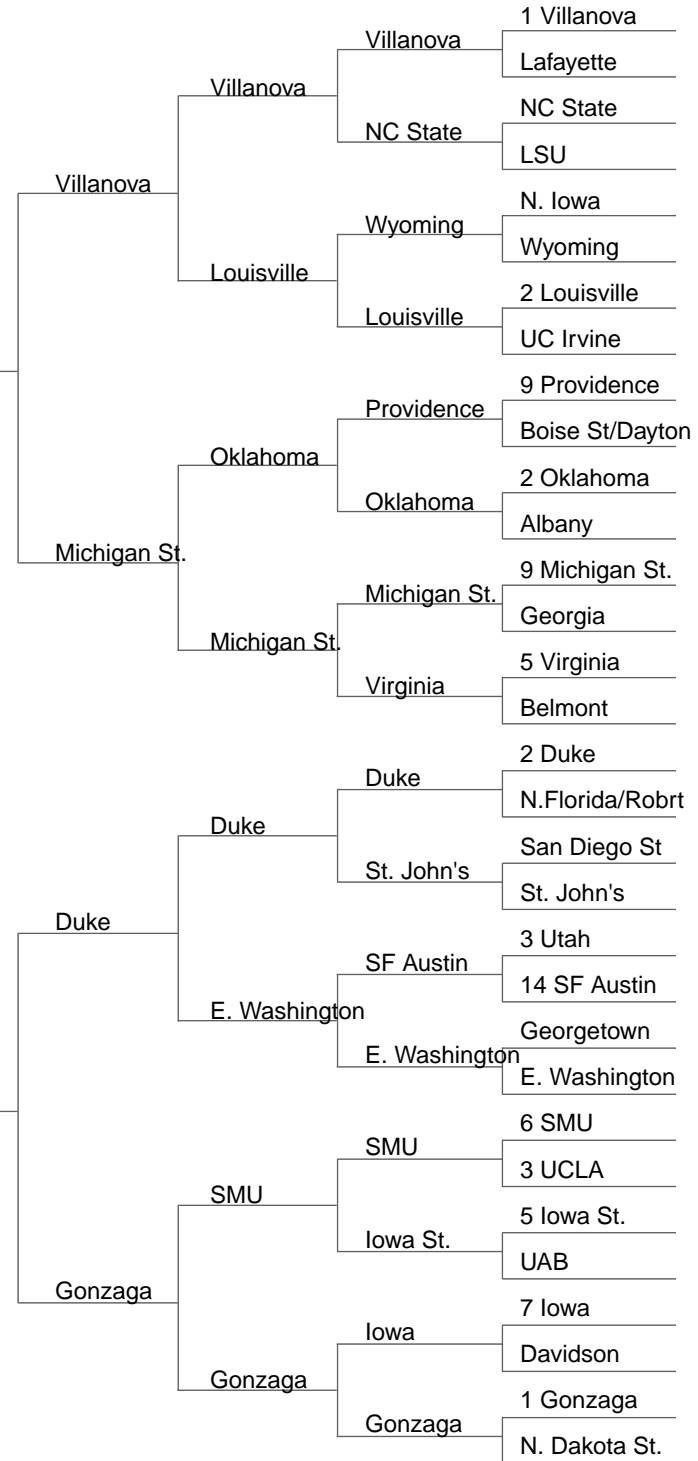 1 Villanova
Villanova
Lafayette
Villanova
NC State
NC State
LSU
Villanova
N. Iowa
Wyoming
Wyoming
Louisville
2 Louisville
Louisville
UC Irvine
9 Providence
Providence
Boise St/Dayton
Oklahoma
2 Oklahoma
Oklahoma
Albany
Michigan St.
9 Michigan St.
Michigan St.
Georgia
Michigan St.
5 Virginia
Virginia
Belmont
2 Duke
Duke
N.Florida/Robrt
Duke
San Diego St
St. John's
St. John's
Duke
3 Utah
SF Austin
14 SF Austin
E. Washington
Georgetown
E. Washington
E. Washington
6 SMU
SMU
3 UCLA
SMU
5 Iowa St.
Iowa St.
UAB
Gonzaga
7 Iowa
Iowa
Davidson
Gonzaga
1 Gonzaga
Gonzaga
N. Dakota St.